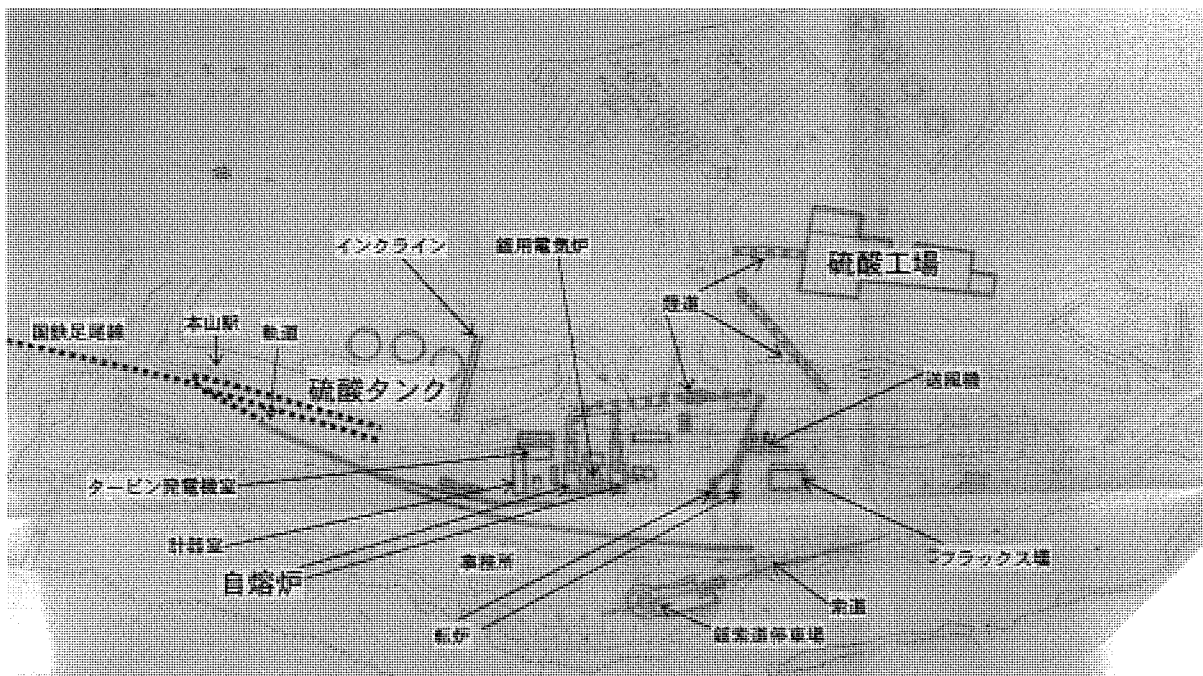 インクライン
鍰用電気炉
硫酸工場
煙道
国鉄足尾線
本山駅
軌道
硫酸タンク
送風機
タービン発電機室
計器室
自熔炉
事務所
フラックス場
索道
転炉
鍰索道停車場